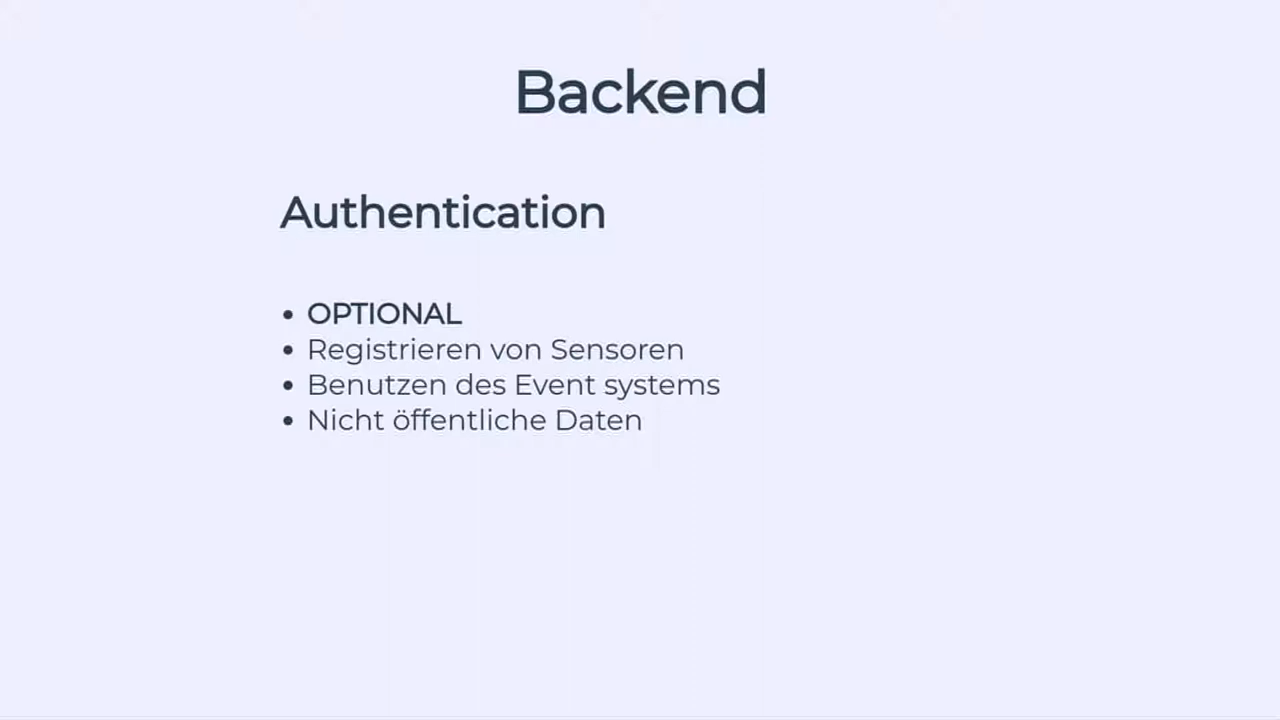 Backend
Authentication
• OPTIONAL
• Registrieren von Sensoren
• Benutzen des Event systems
• Nicht öffentliche Daten